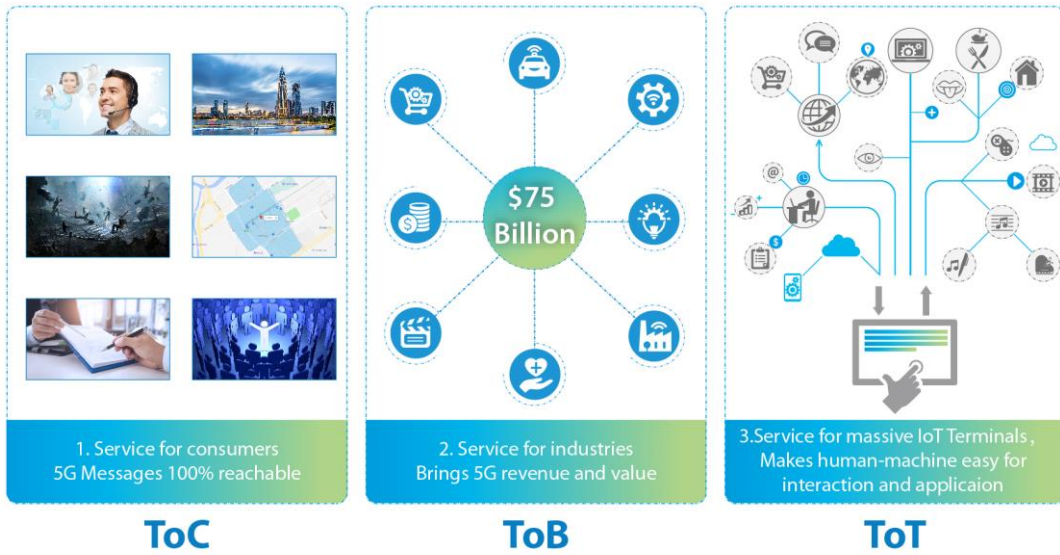 $75
Billion
1. Service for consumers
5G Messages 100% reachable
2. Service for industries
Brings 5G revenue and value
3.Service for massive IoT Terminals,
Makes human-machine easy for
interaction and applicaion
ToC
ToB
ToT